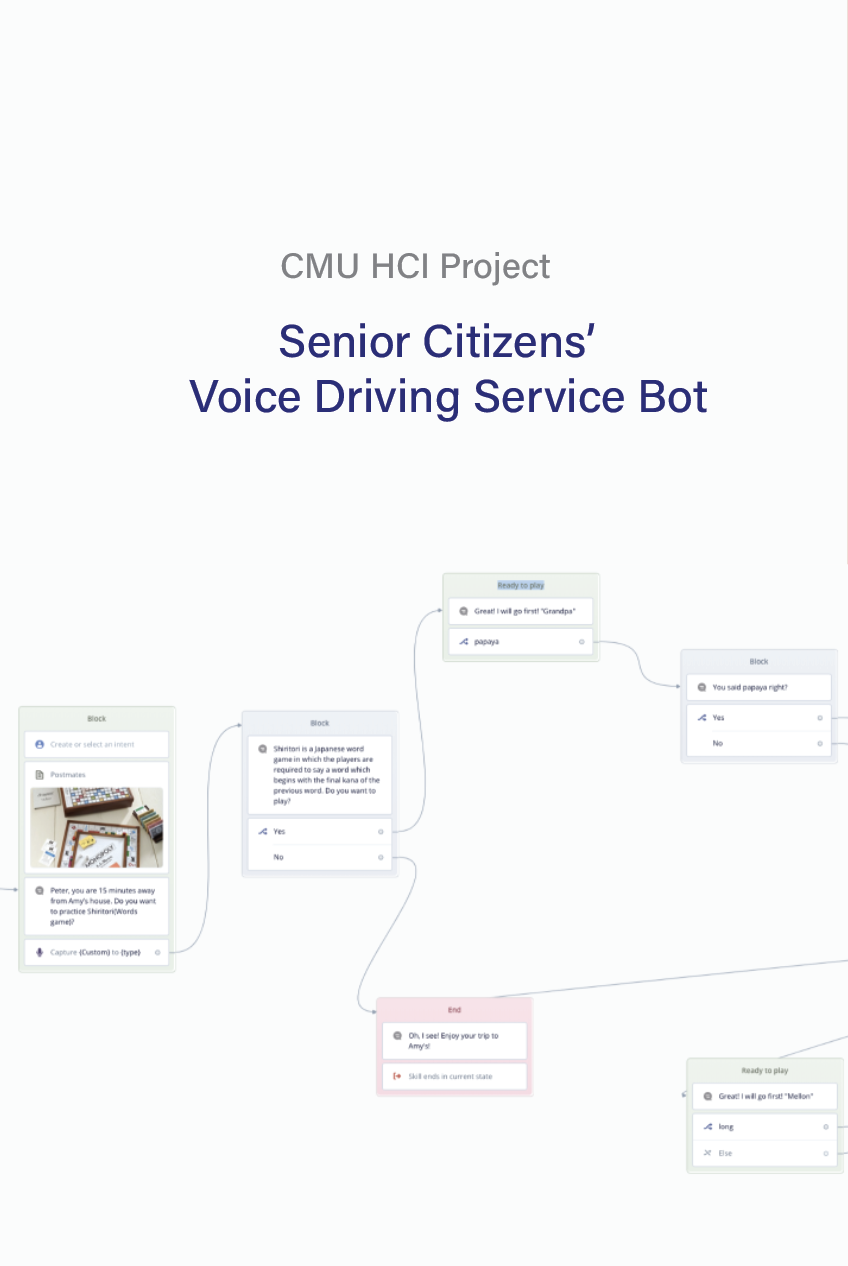 CMU HCI Project
Senior Citizens’
Voice Driving Service Bot
Ready to play
Great! I will go first! "Grandpa"
papaya
Block
You said papaya right?
Yes
No
Block
Create or select an intent
Postmates
MONOPOLY
Peter, you are 15 minutes away
from Amy's house. Do you want
to practice Shiritori(Words
game)?
Capture {Custom} to {type}
Block
Shiritori is a Japanese word
game in which the players are
required to say a word which
begins with the final kana of the
previous word. Do you want to
play?
Yes
No
End
Oh, I see! Enjoy your trip to
Amy's!
Skill ends in current state
Ready to play
Great! I will go first! "Mellon"
long
Else